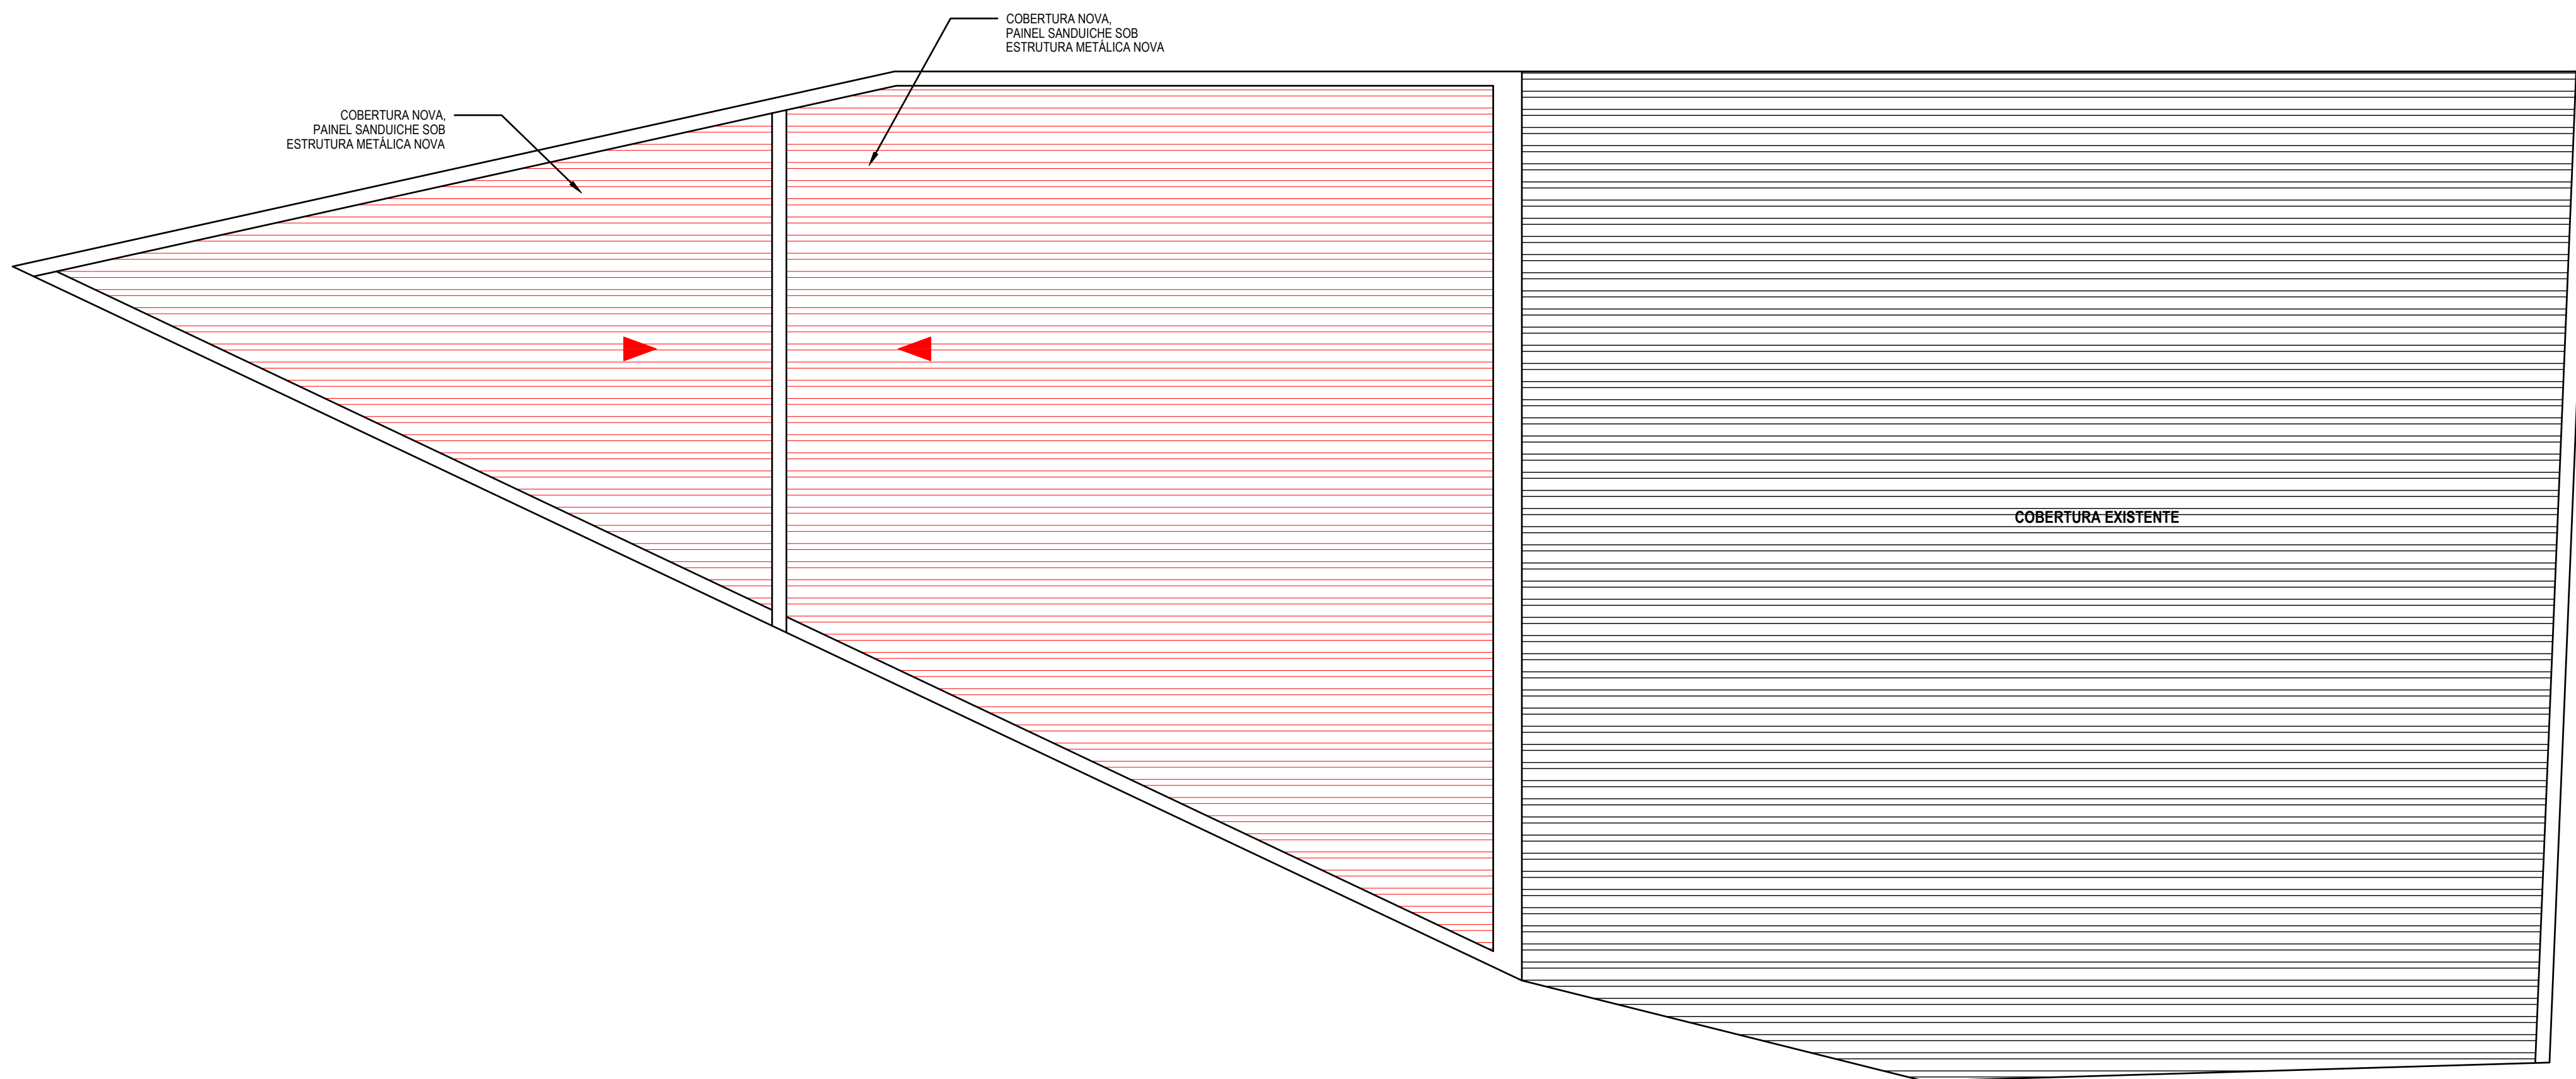 COBERTURA NOVA,
PAINEL SANDUICHE SOB
ESTRUTURA METÁLICA NOVA
COBERTURA NOVA,
PAINEL SANDUICHE SOB
ESTRUTURA METÁLICA NOVA
COBERTURA EXISTENTE